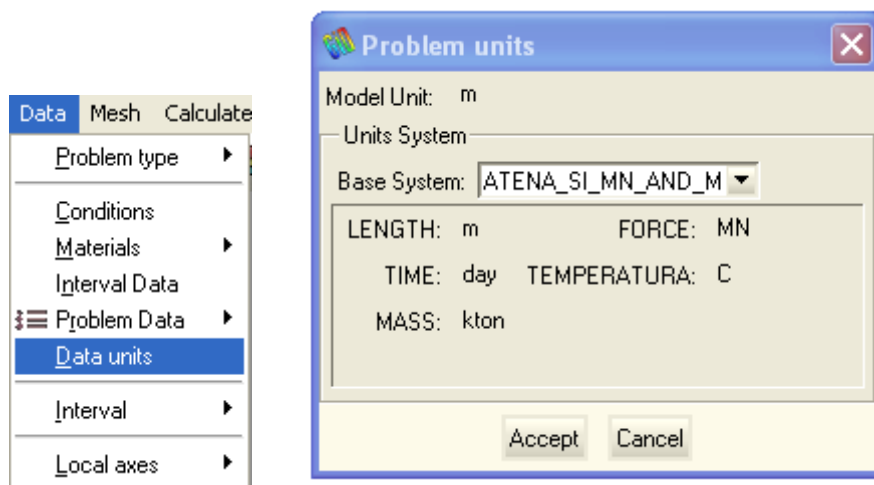 Data Mesh Calculate
Problem type
Conditions
Materials
Interval Data
Problem Data
Data units
Interval
Local axes
Problem units
Model Unit: m
Units System
Base System: ATENA_SI_MN_AND_M
LENGTH: m FORCE: MN
TIME: day TEMPERATURA: C
MASS: kton
Accept Cancel